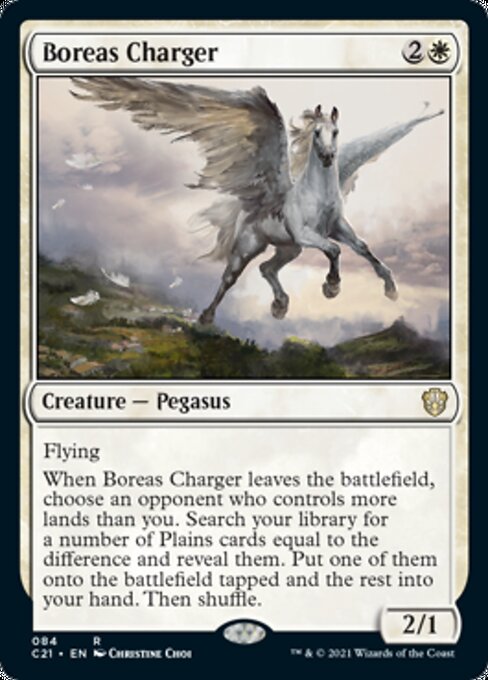 Boreas Charger 2
Creature — Pegasus
Flying
When Boreas Charger leaves the battlefield,
choose an opponent who controls more
lands than you. Search your library for
a number of Plains cards equal to the
difference and reveal them. Put one of them
onto the battlefield tapped and the rest into
your hand. Then shuffle.
2/1
084 R
C21 • EN Christine Choi
™ & © 2021 Wizards of the Coast